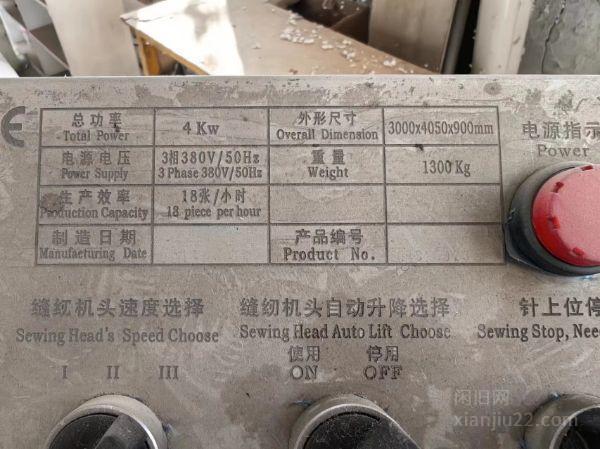 CE
总功率
Total Power
4 Kw
外形尺寸
Overall Dimension
3000x4050x900mm
电源指示
Power
电源电压
Power Supply
3相380V/50Hz
3 Phase 380V/50Hz
重量
Weight
1300 Kg
生产效率
Production Capacity
18张/小时
18 piece per hour
制造日期
Manufacturing Date
产品编号
Product No.
缝纫机头速度选择
Sewing Head's Speed Choose
I II III
缝纫机头自动升降选择
Sewing Head Auto Lift Choose
使用 停用
ON OFF
针上位停
Sewing Stop, Nee
闲旧网
xianjiu22.com